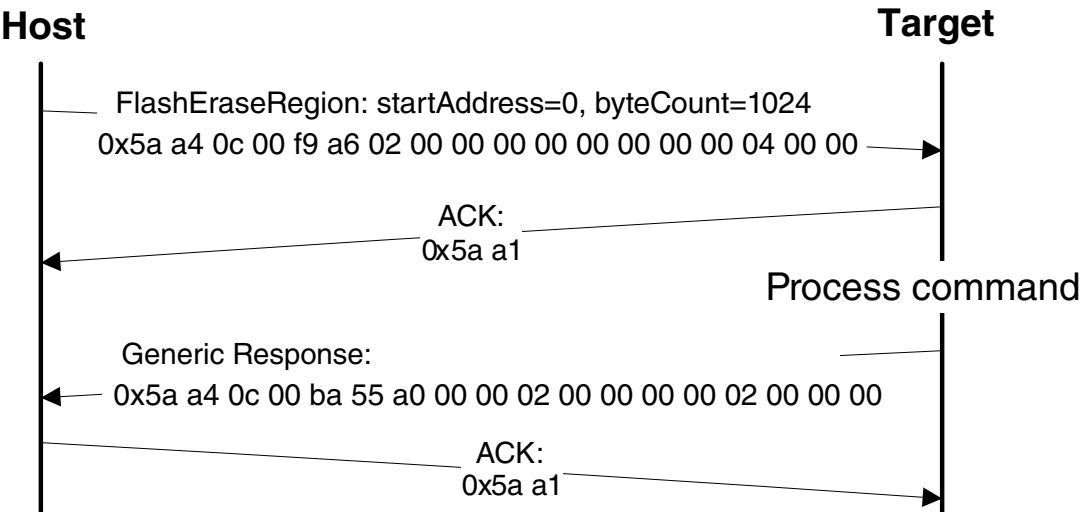 Host
Target
FlashEraseRegion: startAddress=0, byteCount=1024
0x5a a4 0c 00 f9 a6 02 00 00 00 00 00 00 00 00 04 00 00
ACK:
0x5a a1
Process command
Generic Response:
0x5a a4 0c 00 ba 55 a0 00 00 02 00 00 00 00 02 00 00 00
ACK:
0x5a a1